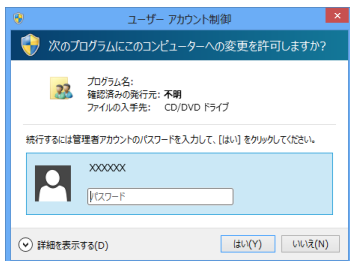 ユーザー アカウント制御
次のプログラムにこのコンピューターへの変更を許可しますか?
プログラム名:
確認済みの発行元: 不明
ファイルの入手先: CD/DVD ドライブ
続行するには管理者アカウントのパスワードを入力して、[はい] をクリックしてください。
XXXXXX
パスワード
詳細を表示する(D)
はい(Y)
いいえ(N)